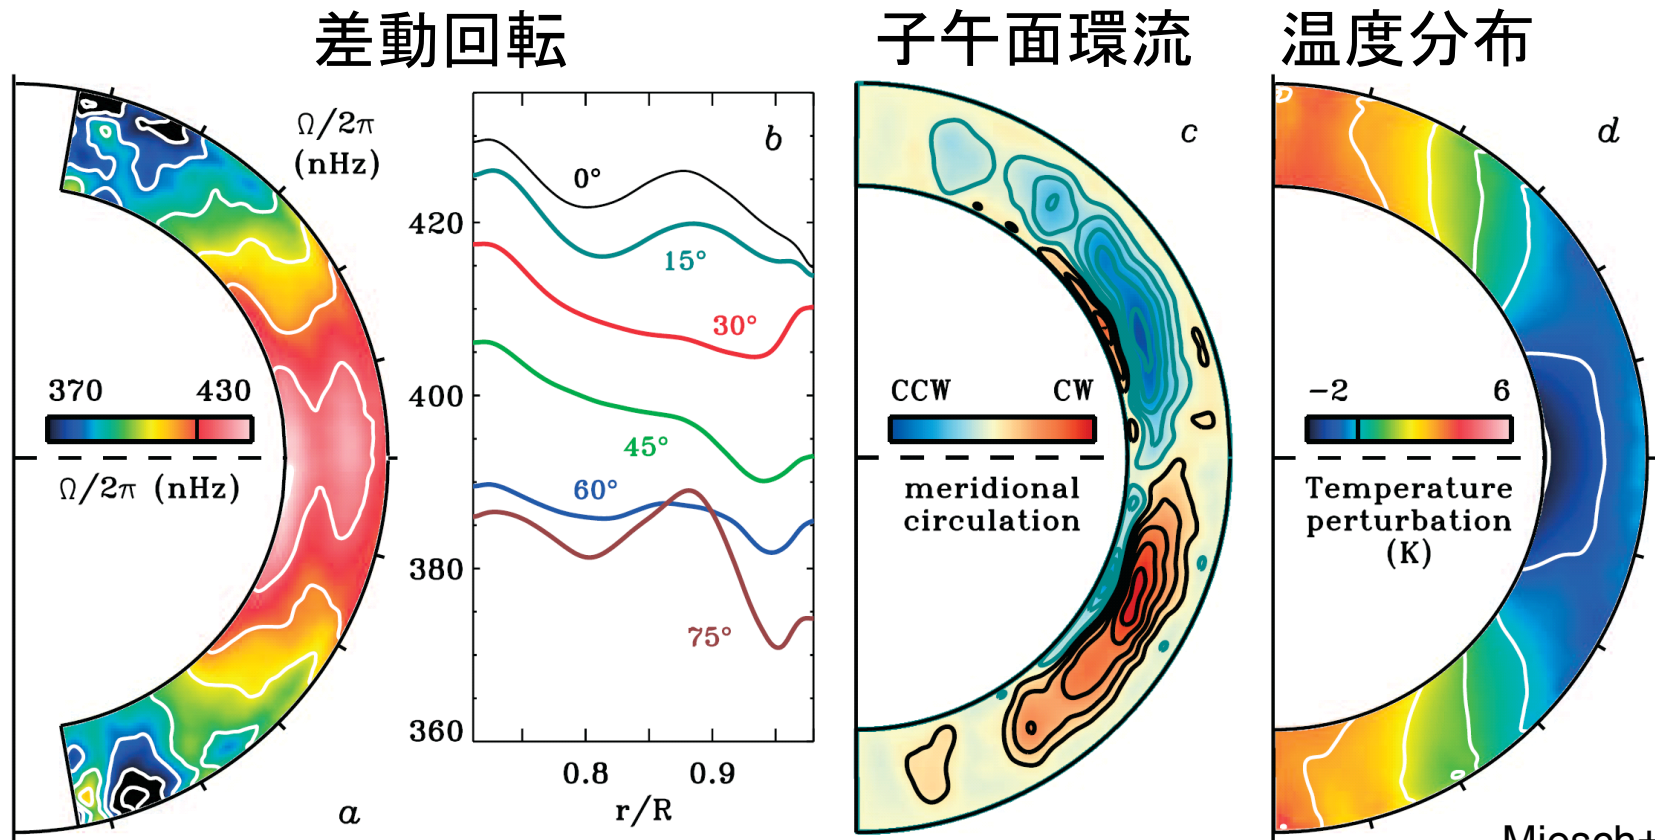 差動回転
子午面環流
温度分布
Ω/2π
(nHz)
370 430
Ω/2π (nHz)
a
b
0°
15°
30°
45°
60°
75°
420
400
380
360
0.8 0.9
r/R
c
CCW CW
meridional
circulation
d
-2 6
Temperature
perturbation
(K)